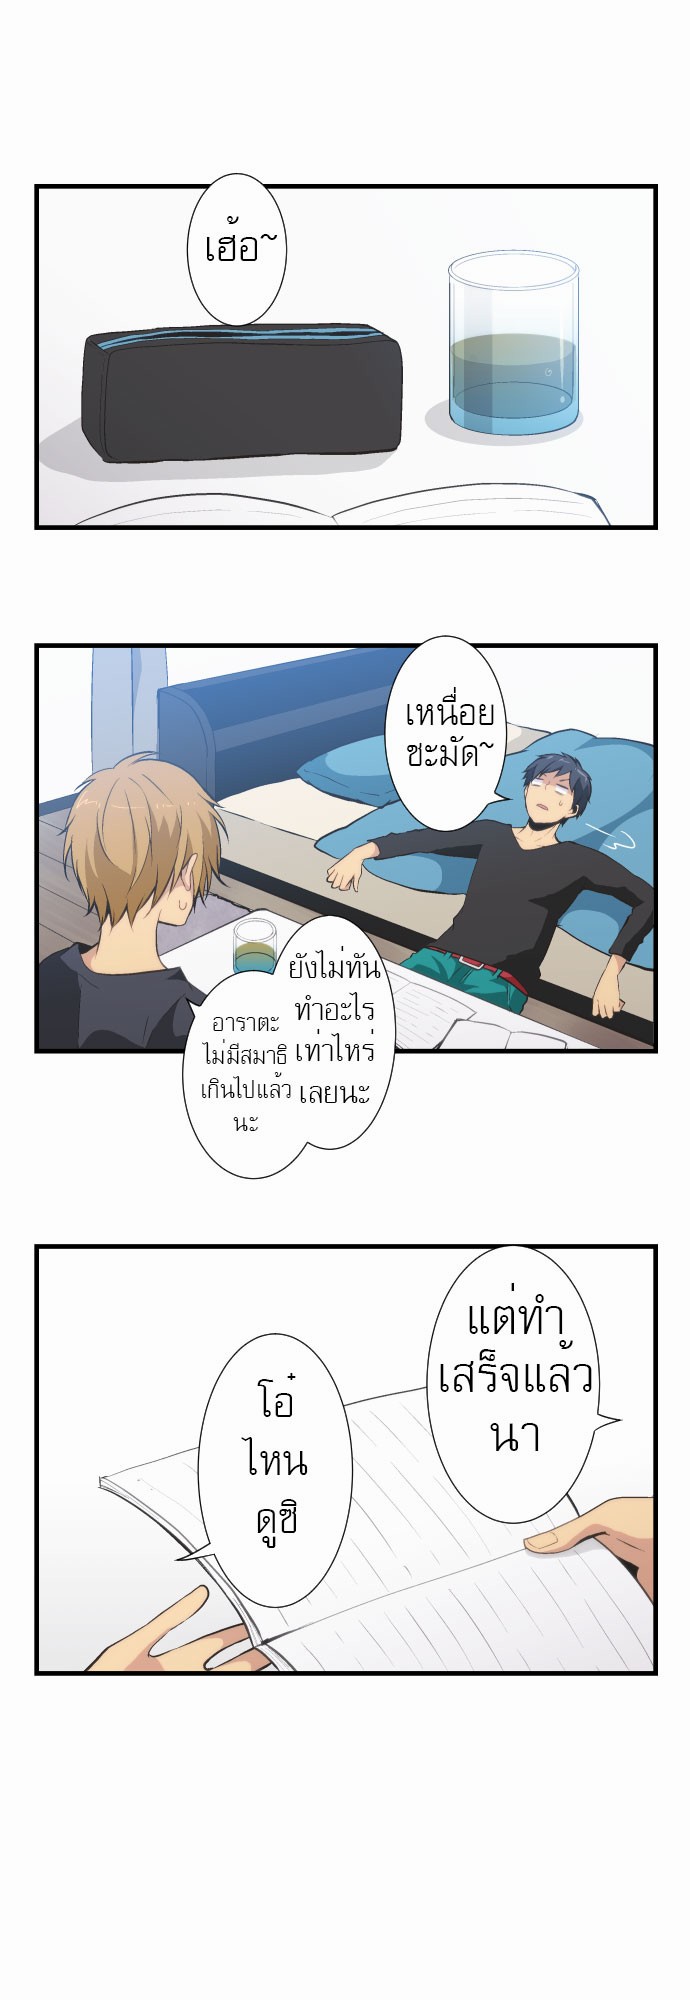 เฮ้อ~
เหนื่อย
ชะมัด~
ยังไม่ทัน
ทำอะไร
เท่าไหร่
เลยนะ
อาราตะ
ไม่มีสมาธิ
เกินไปแล้ว
นะ
แต่ทำ
เสร็จแล้ว
นา
โอ๋
ไหน
ดูซิ